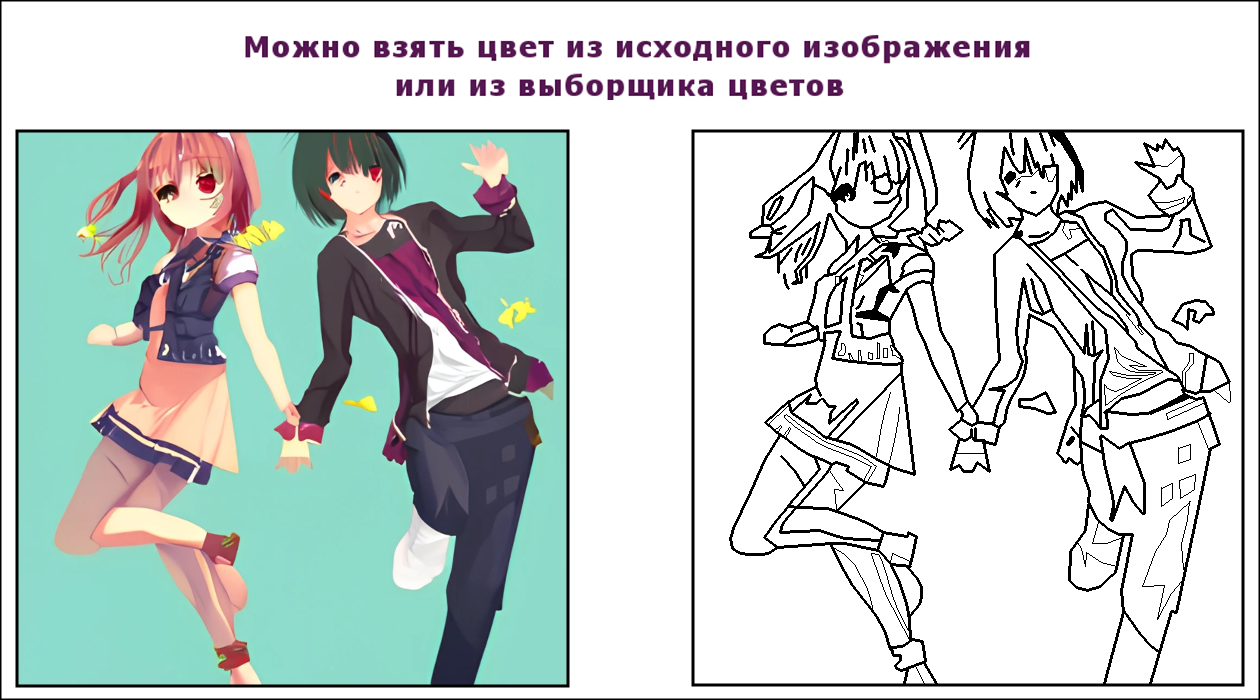 Можно взять цвет из исходного изображения
или из выборщика цветов